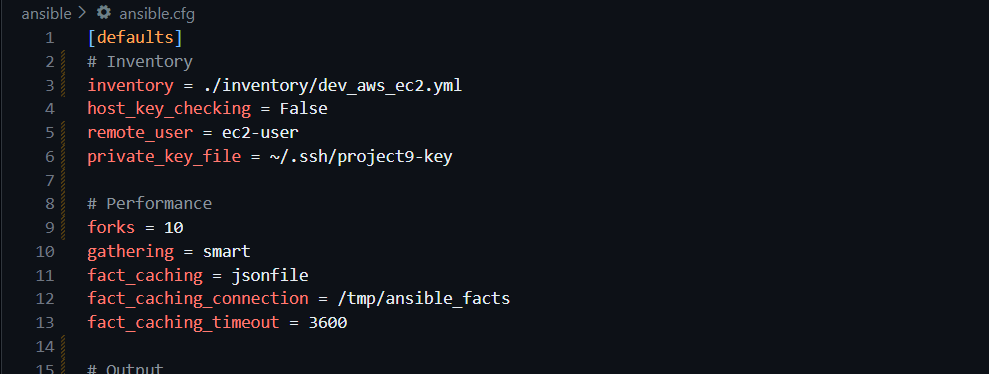 ansible > ansible.cfg
1 [defaults]
2 # Inventory
3 inventory = ./inventory/dev_aws_ec2.yml
4 host_key_checking = False
5 remote_user = ec2-user
6 private_key_file = ~/.ssh/project9-key
7
8 # Performance
9 forks = 10
10 gathering = smart
11 fact_caching = jsonfile
12 fact_caching_connection = /tmp/ansible_facts
13 fact_caching_timeout = 3600
14
15 # Output